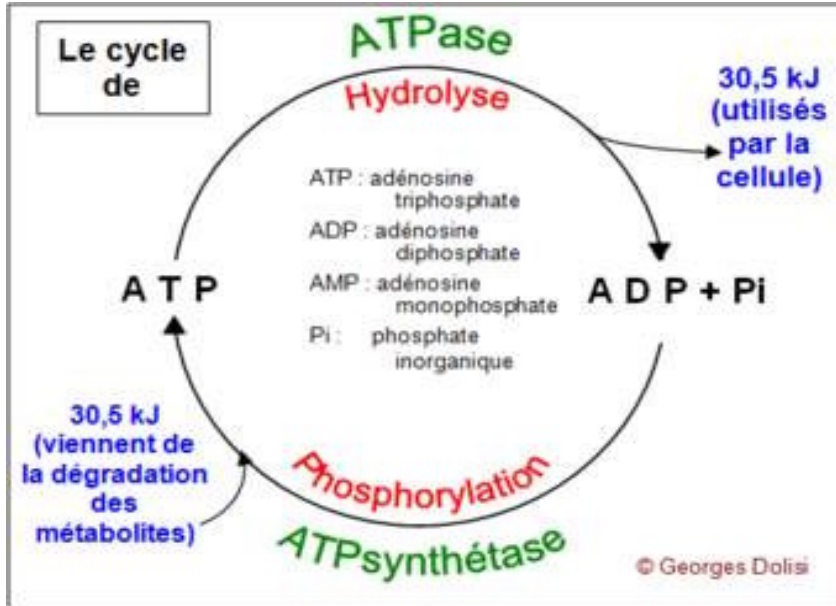 Le cycle
de
ATPase
Hydrolyse
30,5 kJ
(utilisés
par la
cellule)
ATP : adénosine
triphosphate
ADP : adénosine
diphosphate
AMP : adénosine
monophosphate
Pi : phosphate
inorganique
A T P
A D P + Pi
30,5 kJ
(viennent de
la dégradation
des
métabolites)
Phosphorylation
ATPsynthétase
© Georges Dolisi